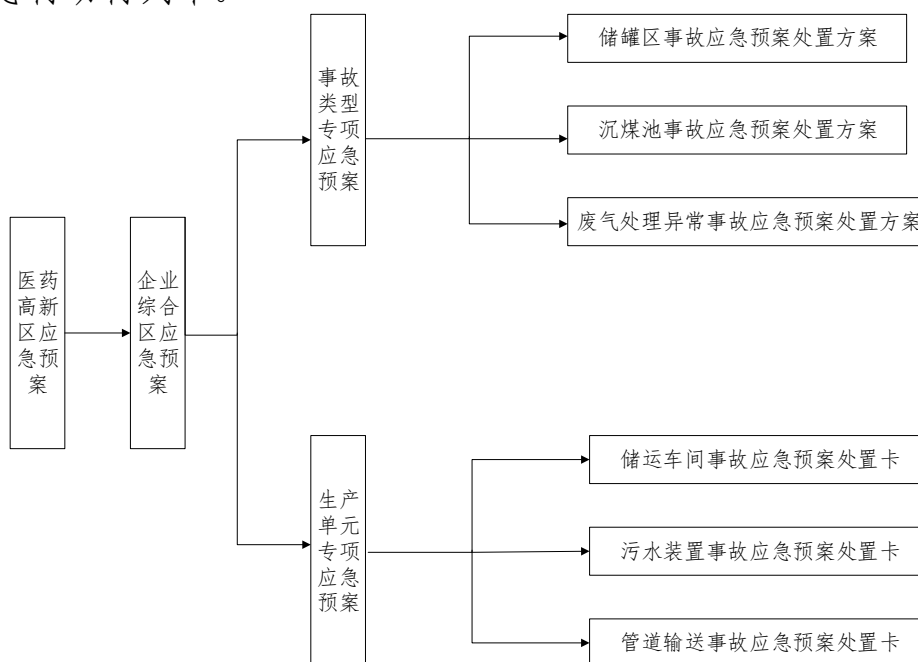 事故
类型
专项
应急
预案
储罐区事故应急预案处置方案
沉煤池事故应急预案处置方案
废气处理异常事故应急预案处置方案
医药
高新
区应
急预
案
企业
综合
区应
急预
案
生产
单元
专项
应急
预案
储运车间事故应急预案处置卡
污水装置事故应急预案处置卡
管道输送事故应急预案处置卡